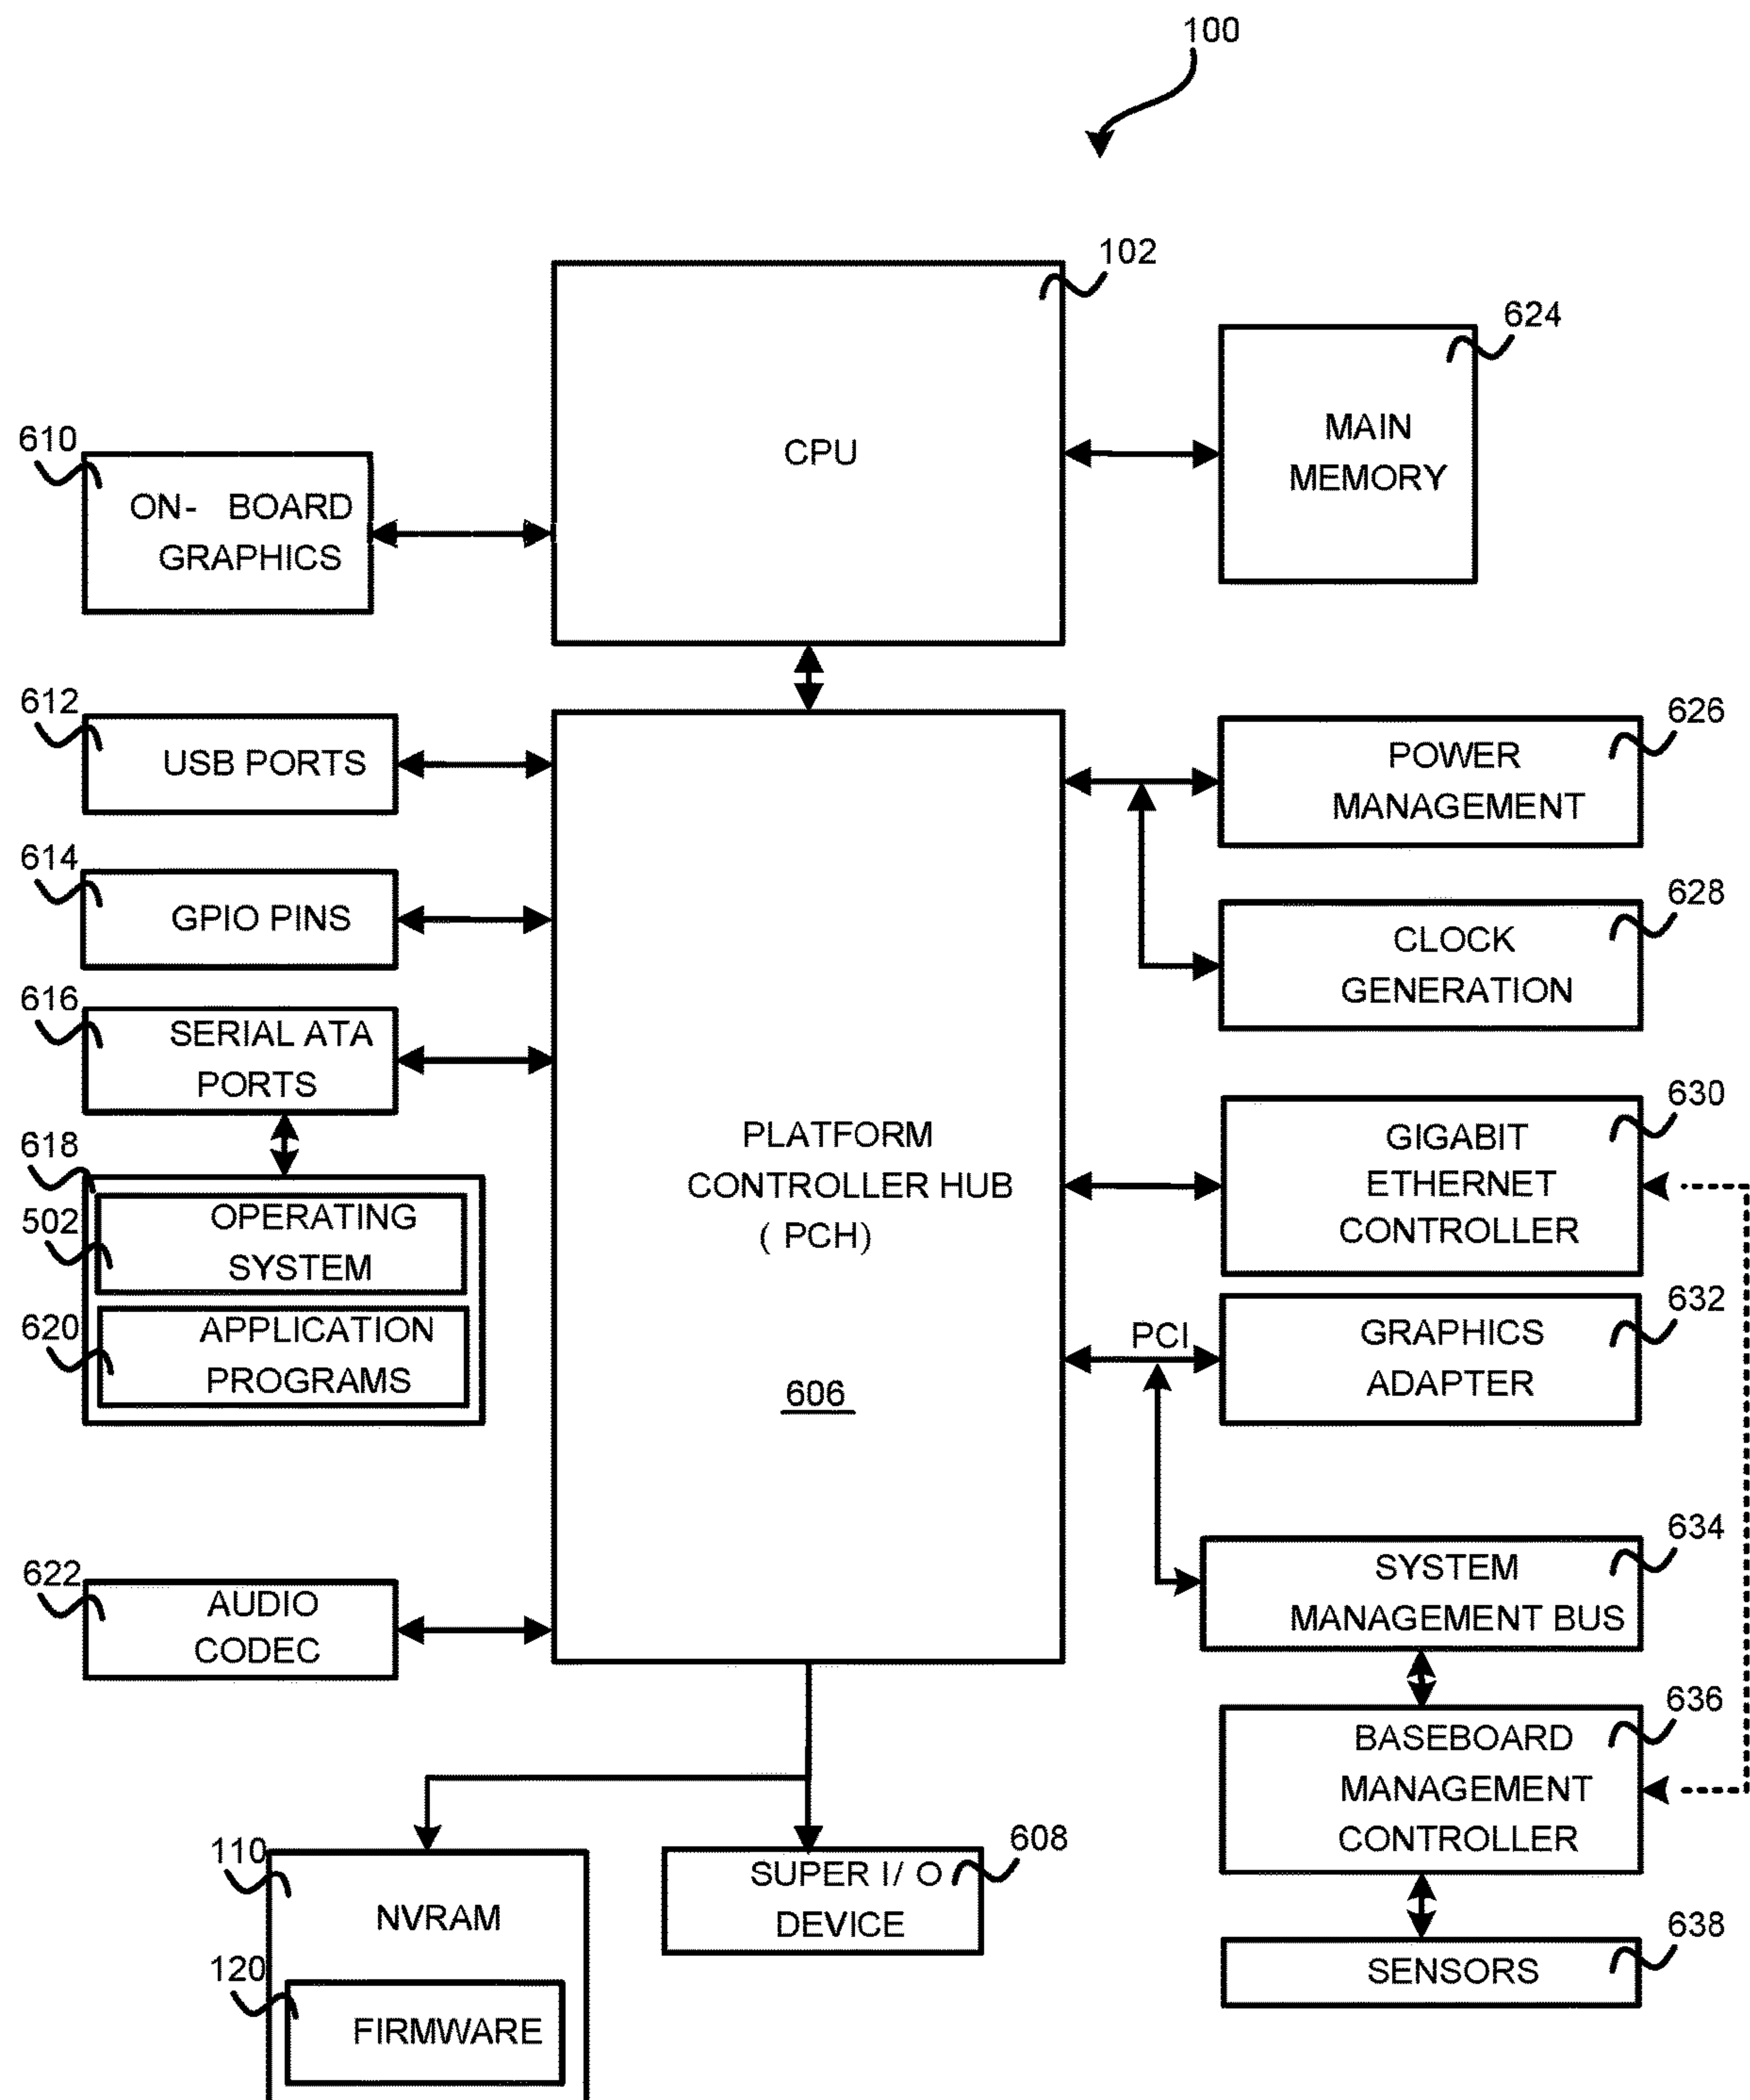 100
102
CPU
624
MAIN
MEMORY
610
ON- BOARD
GRAPHICS
612
USB PORTS
614
GPIO PINS
616
SERIAL ATA
PORTS
618
502
OPERATING
SYSTEM
620
APPLICATION
PROGRAMS
622
AUDIO
CODEC
PLATFORM
CONTROLLER HUB
( PCH)
606
626
POWER
MANAGEMENT
628
CLOCK
GENERATION
630
GIGABIT
ETHERNET
CONTROLLER
PCI
632
GRAPHICS
ADAPTER
634
SYSTEM
MANAGEMENT BUS
636
BASEBOARD
MANAGEMENT
CONTROLLER
638
SENSORS
110
NVRAM
120
FIRMWARE
608
SUPER I/ O
DEVICE